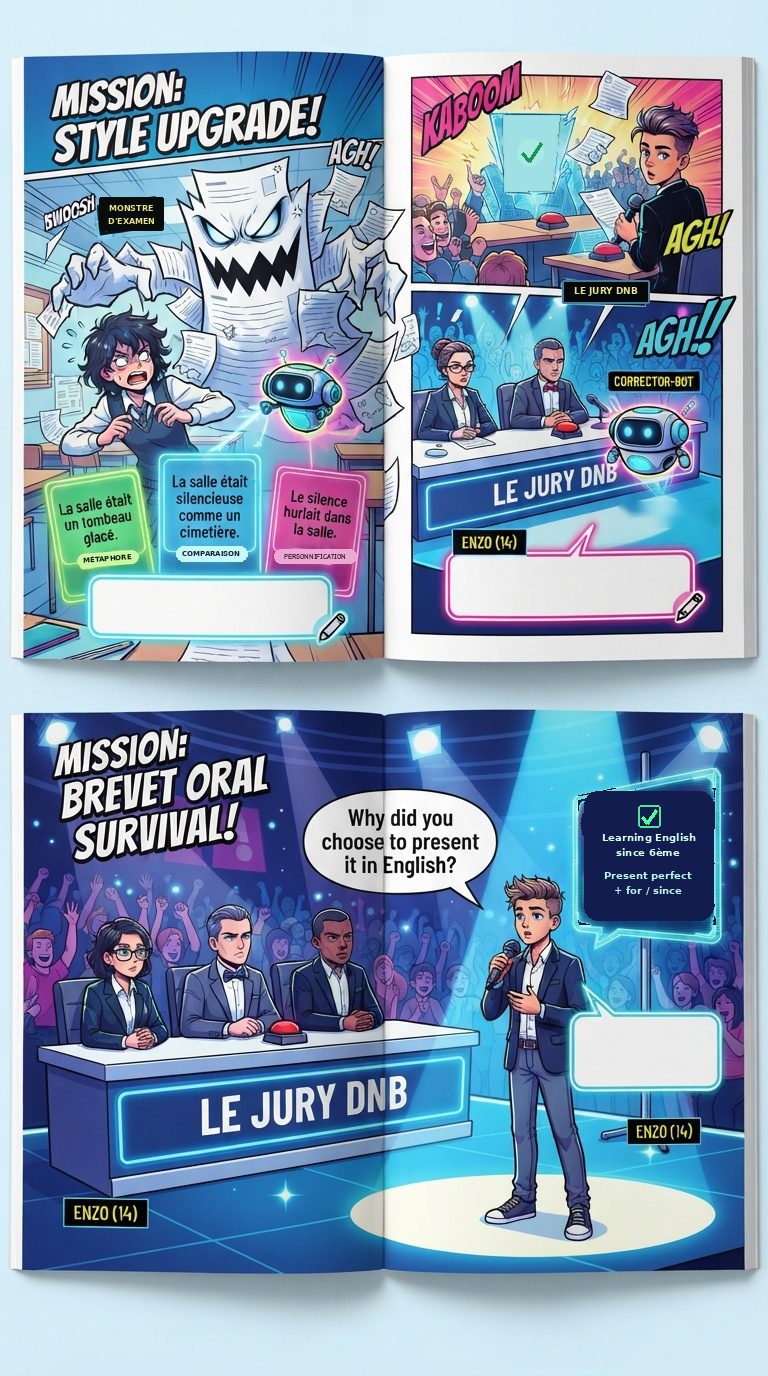 MISSION:
STYLE UPGRADE!
AGH!
SWOOSH
MONSTRE
D'EXAMEN
La salle était
un tombeau
glacé.
MÉTAPHORE
La salle était
silencieuse
comme un
cimetière.
COMPARAISON
Le silence
hurlait dans
la salle.
PERSONNIFICATION
KABOOM
AGH!
LE JURY DNB
AGH!!
CORRECTOR-BOT
LE JURY DNB
ENZO (14)
MISSION:
BREVET ORAL
SURVIVAL!
Why did you
choose to present
it in English?
Learning English
since 6ème
Present perfect
+ for / since
LE JURY DNB
ENZO (14)
ENZO (14)